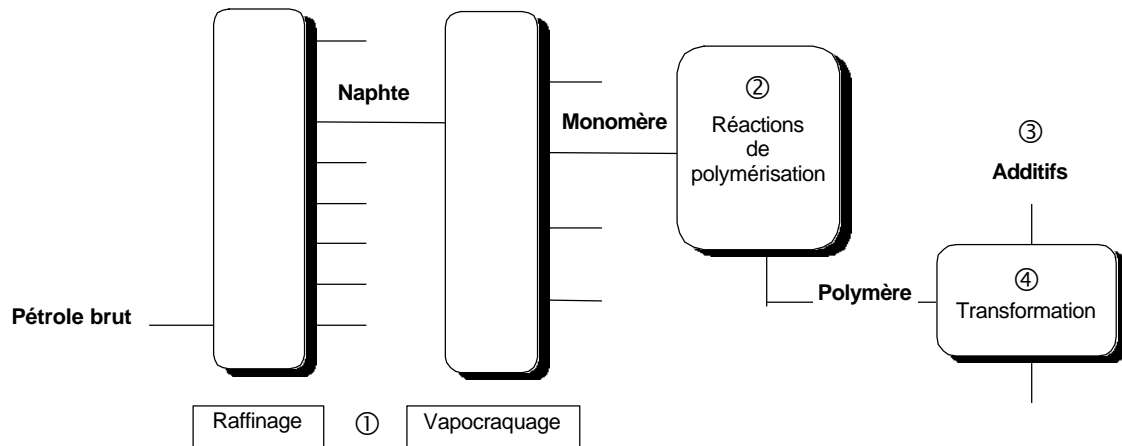 Naphte
Monomère
②
Réactions
de
polymérisation
③
Additifs
Pétrole brut
Polymère
④
Transformation
Raffinage
①
Vapocraquage